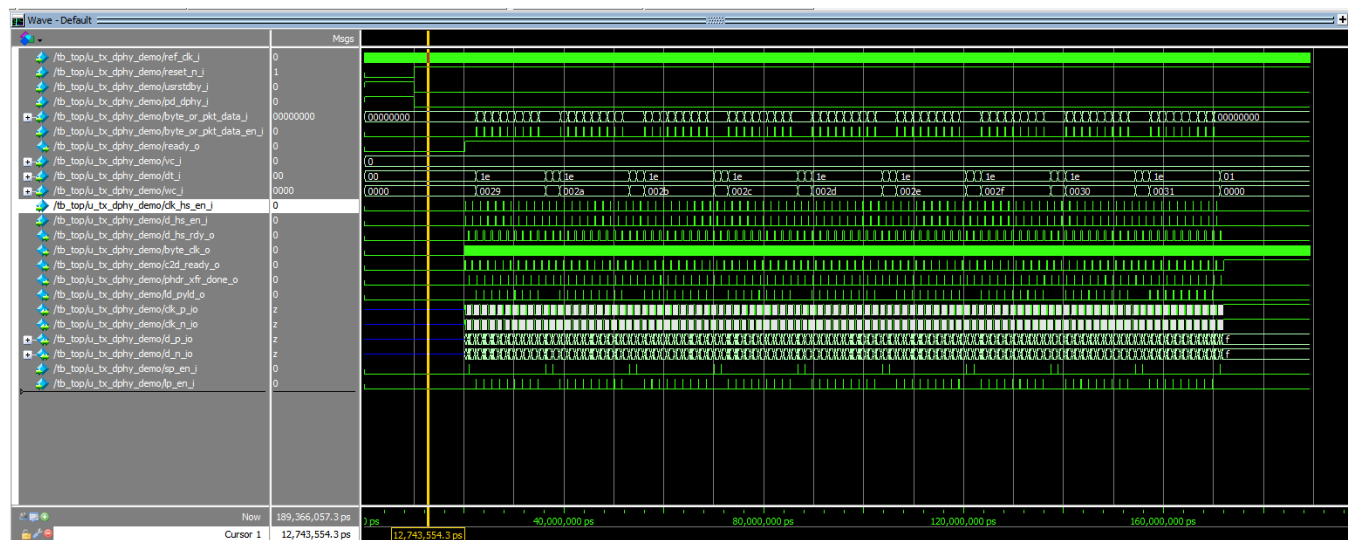 Wave - Default
Msgs
/tb_top/u_tx_dphy_demo/ref_clk_i 0
/tb_top/u_tx_dphy_demo/reset_n_i 1
/tb_top/u_tx_dphy_demo/usrstdby_i 0
/tb_top/u_tx_dphy_demo/pd_dphy_i 0
/tb_top/u_tx_dphy_demo/byte_or_pkt_data_i 00000000 00000000 00000000
/tb_top/u_tx_dphy_demo/byte_or_pkt_data_en_i 0
/tb_top/u_tx_dphy_demo/ready_o 0
/tb_top/u_tx_dphy_demo/vc_i 0 0
/tb_top/u_tx_dphy_demo/dt_i 00 00 1e 1e 1e 1e 1e 1e 1e 1e 1e 01
/tb_top/u_tx_dphy_demo/wc_i 0000 0000 0029 002a 002b 002c 002d 002e 002f 0030 0031 0000
/tb_top/u_tx_dphy_demo/clk_hs_en_i 0
/tb_top/u_tx_dphy_demo/d_hs_en_i 0
/tb_top/u_tx_dphy_demo/d_hs_rdy_o 0
/tb_top/u_tx_dphy_demo/byte_clk_o 0
/tb_top/u_tx_dphy_demo/c2d_ready_o 0
/tb_top/u_tx_dphy_demo/phdr_xfr_done_o 0
/tb_top/u_tx_dphy_demo/ld_pyld_o 0
/tb_top/u_tx_dphy_demo/clk_p_io z
/tb_top/u_tx_dphy_demo/clk_n_io z
/tb_top/u_tx_dphy_demo/d_p_io z f
/tb_top/u_tx_dphy_demo/d_n_io z f
/tb_top/u_tx_dphy_demo/sp_en_i 0
/tb_top/u_tx_dphy_demo/lp_en_i 0
Now 189,366,057.3 ps 0 ps 40,000,000 ps 80,000,000 ps 120,000,000 ps 160,000,000 ps
Cursor 1 12,743,554.3 ps 12,743,554.3 ps